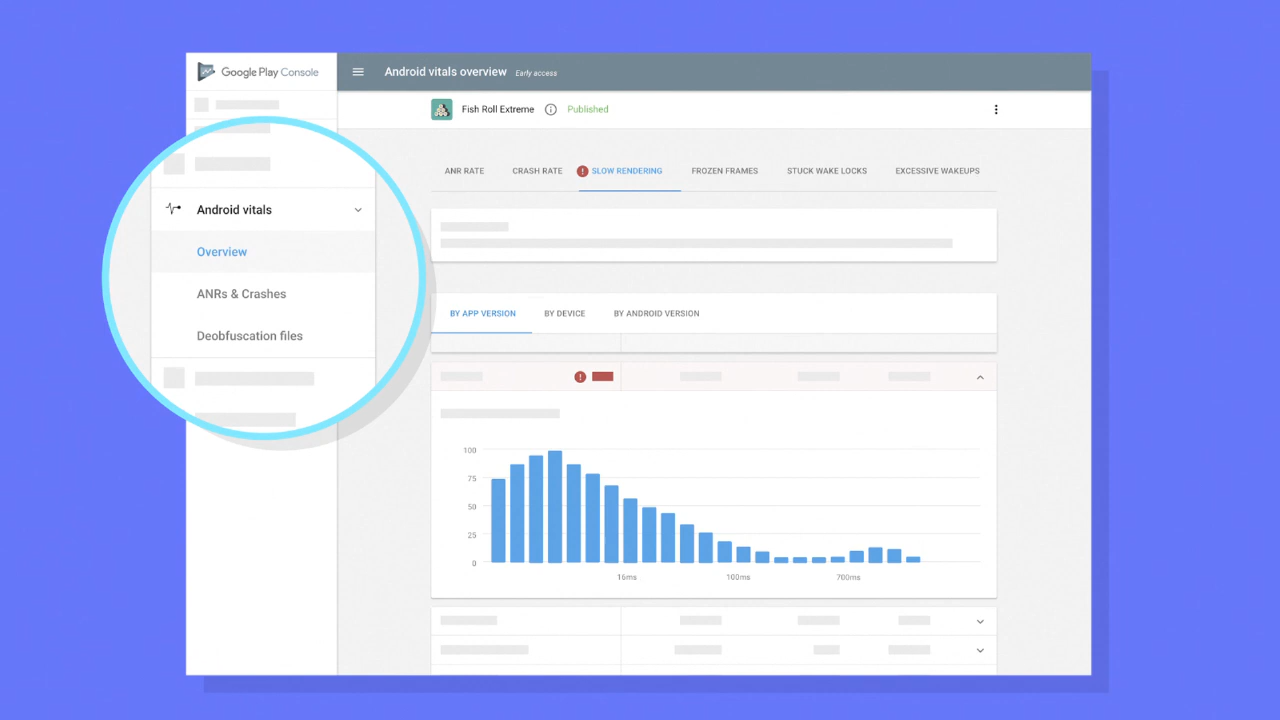 Google Play Console
Android vitals overview Early access
Fish Roll Extreme Published
Android vitals
Overview
ANRs & Crashes
Deobfuscation files
ANR RATE CRASH RATE SLOW RENDERING FROZEN FRAMES STUCK WAKE LOCKS EXCESSIVE WAKEUPS
BY APP VERSION BY DEVICE BY ANDROID VERSION
100
75
50
25
0
16ms 100ms 700ms